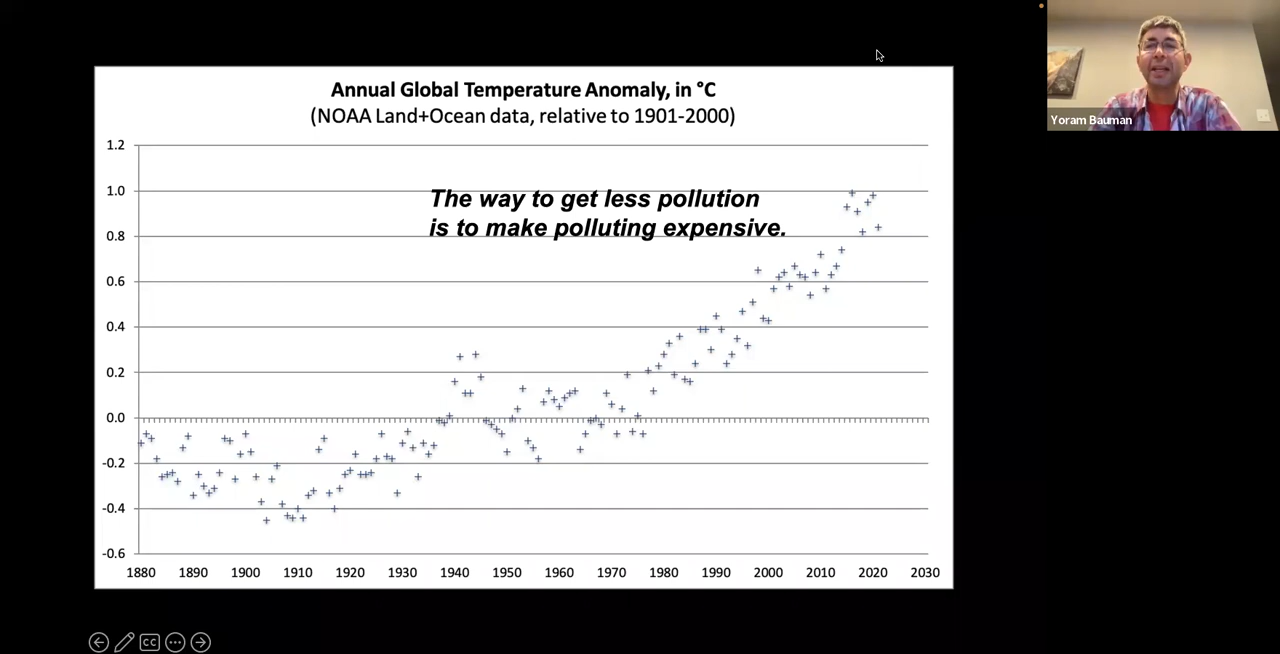 Annual Global Temperature Anomaly, in °C
(NOAA Land+Ocean data, relative to 1901-2000)
The way to get less pollution
is to make polluting expensive.
1.2
1.0
0.8
0.6
0.4
0.2
0.0
-0.2
-0.4
-0.6
1880 1890 1900 1910 1920 1930 1940 1950 1960 1970 1980 1990 2000 2010 2020 2030
Yoram Bauman
CC